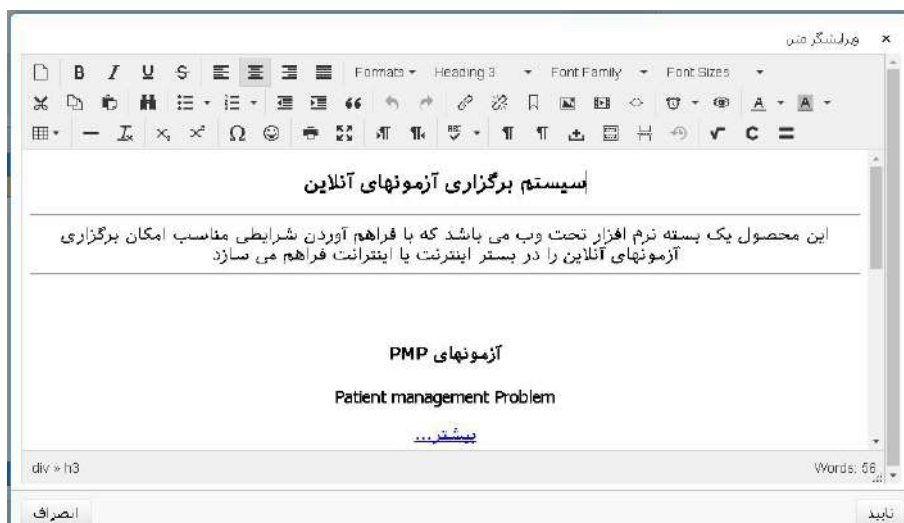 ویرایشگر متن
Formats Heading 3 Font Family Font Sizes
سیستم برگزاری آزمونهای آنلاین
این محصول یک بسته نرم افزار تحت وب می باشد که با فراهم آوردن شرایطی مناسب امکان برگزاری
آزمونهای آنلاین را در بستر اینترنت یا اینترانت فراهم می سازد
آزمونهای PMP
Patient management Problem
بیشتر...
div » h3 Words: 56
تایید انصراف